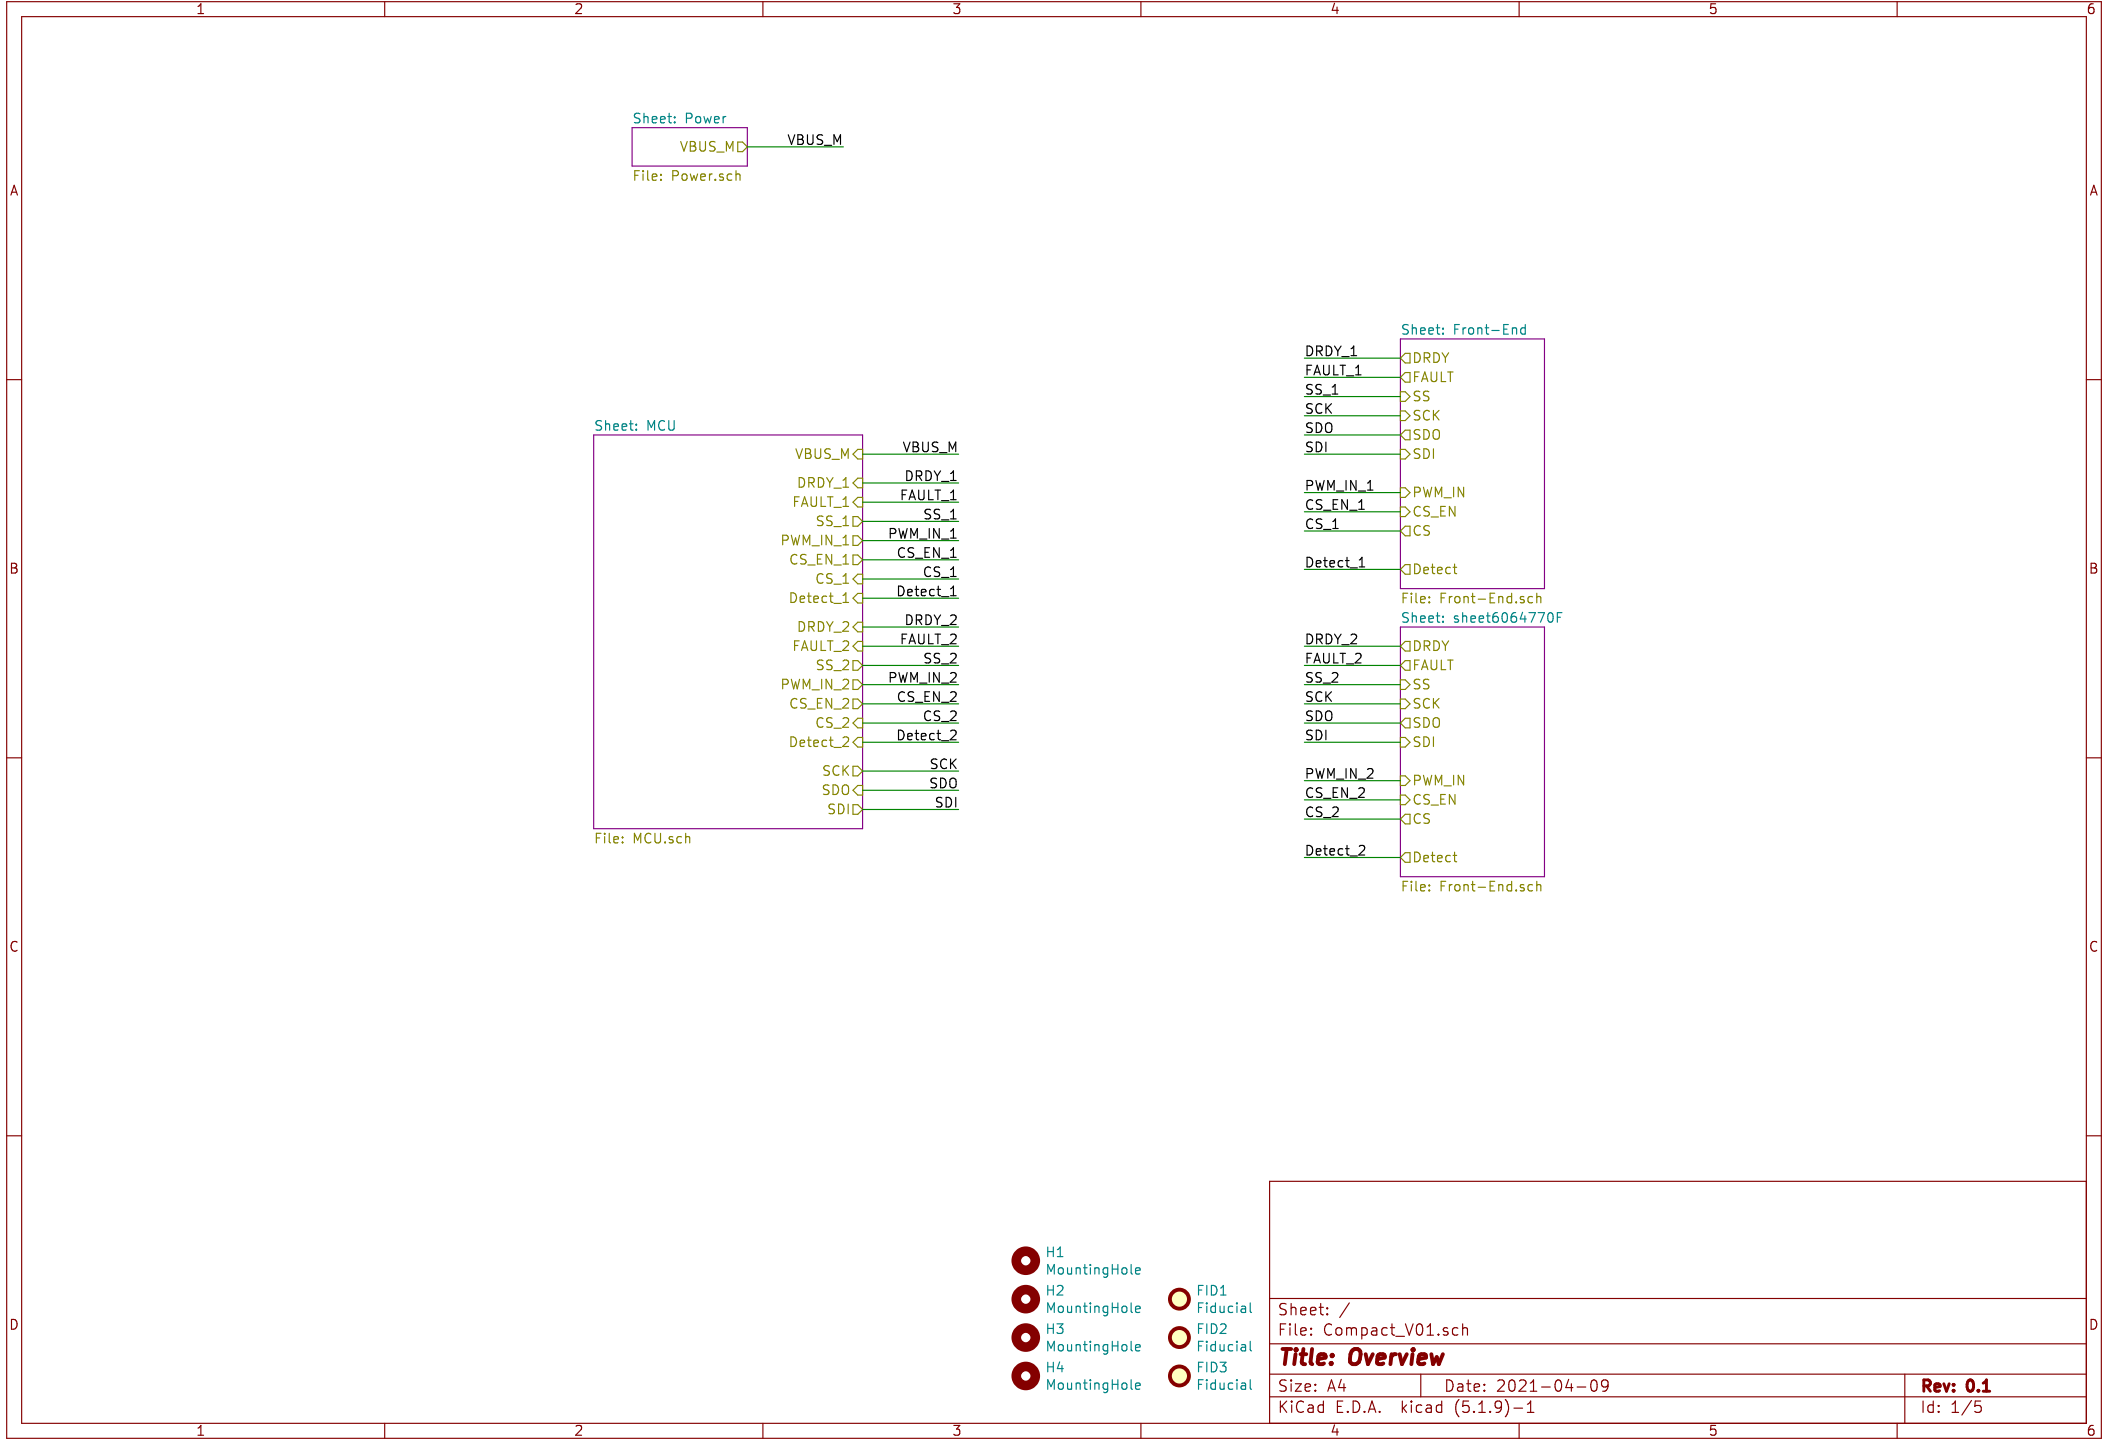 1 2 3 4 5 6
Sheet: Power
VBUS_M VBUS_M
File: Power.sch
A A
Sheet: Front-End
DRDY_1 DRDY
FAULT_1 FAULT
SS_1 SS
SCK SCK
SDO SDO
SDI SDI
PWM_IN_1 PWM_IN
CS_EN_1 CS_EN
CS_1 CS
Detect_1 Detect
File: Front-End.sch
Sheet: MCU
VBUS_M VBUS_M
DRDY_1 DRDY_1
FAULT_1 FAULT_1
SS_1 SS_1
PWM_IN_1 PWM_IN_1
CS_EN_1 CS_EN_1
CS_1 CS_1
Detect_1 Detect_1
DRDY_2 DRDY_2
FAULT_2 FAULT_2
SS_2 SS_2
PWM_IN_2 PWM_IN_2
CS_EN_2 CS_EN_2
CS_2 CS_2
Detect_2 Detect_2
SCK SCK
SDO SDO
SDI SDI
File: MCU.sch
B B
Sheet: sheet6064770F
DRDY_2 DRDY
FAULT_2 FAULT
SS_2 SS
SCK SCK
SDO SDO
SDI SDI
PWM_IN_2 PWM_IN
CS_EN_2 CS_EN
CS_2 CS
Detect_2 Detect
File: Front-End.sch
C C
H1
MountingHole
H2
MountingHole
H3
MountingHole
H4
MountingHole
FID1
Fiducial
FID2
Fiducial
FID3
Fiducial
D D
Sheet: /
File: Compact_V01.sch
Title: Overview
Size: A4 Date: 2021-04-09 Rev: 0.1
KiCad E.D.A. kicad (5.1.9)-1 Id: 1/5
1 2 3 4 5 6